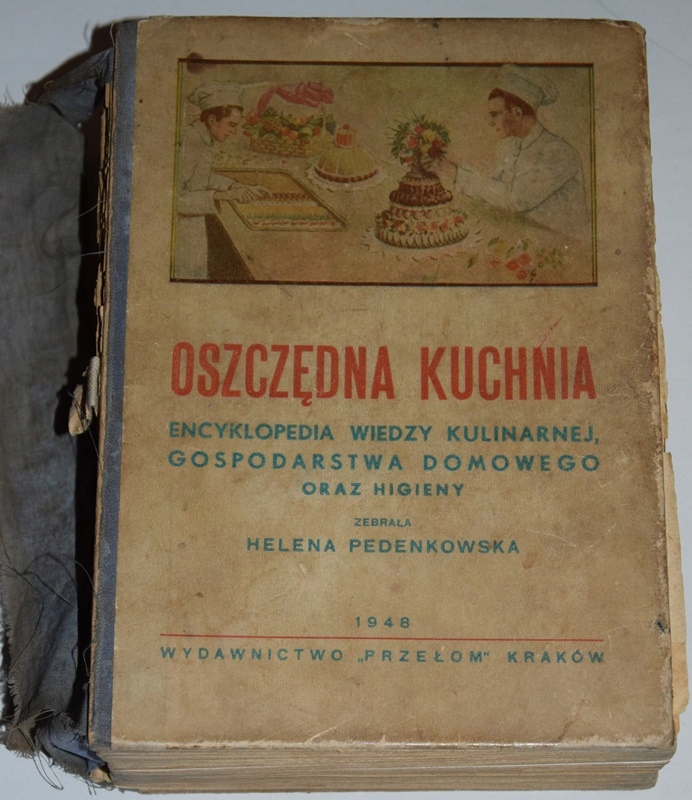 OSZCZĘDNA KUCHNIA
ENCYKLOPEDIA WIEDZY KULINARNEJ,
GOSPODARSTWA DOMOWEGO
ORAZ HIGIENY
ZEBRAŁA
HELENA PEDENKOWSKA
1948
WYDAWNICTWO „PRZEŁOM" KRAKÓW